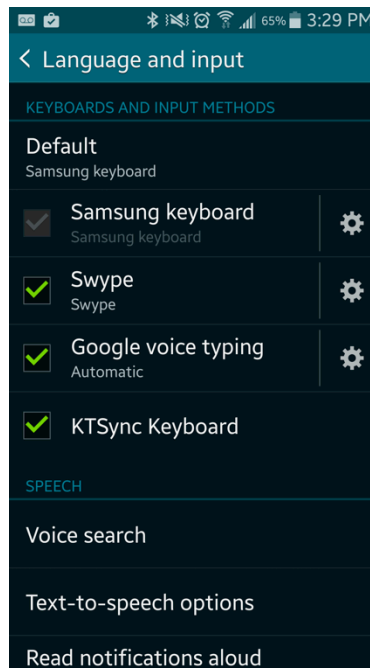 65% 3:29 PM
Language and input
KEYBOARDS AND INPUT METHODS
Default
Samsung keyboard
Samsung keyboard
Samsung keyboard
Swype
Swype
Google voice typing
Automatic
KTSync Keyboard
SPEECH
Voice search
Text-to-speech options
Read notifications aloud